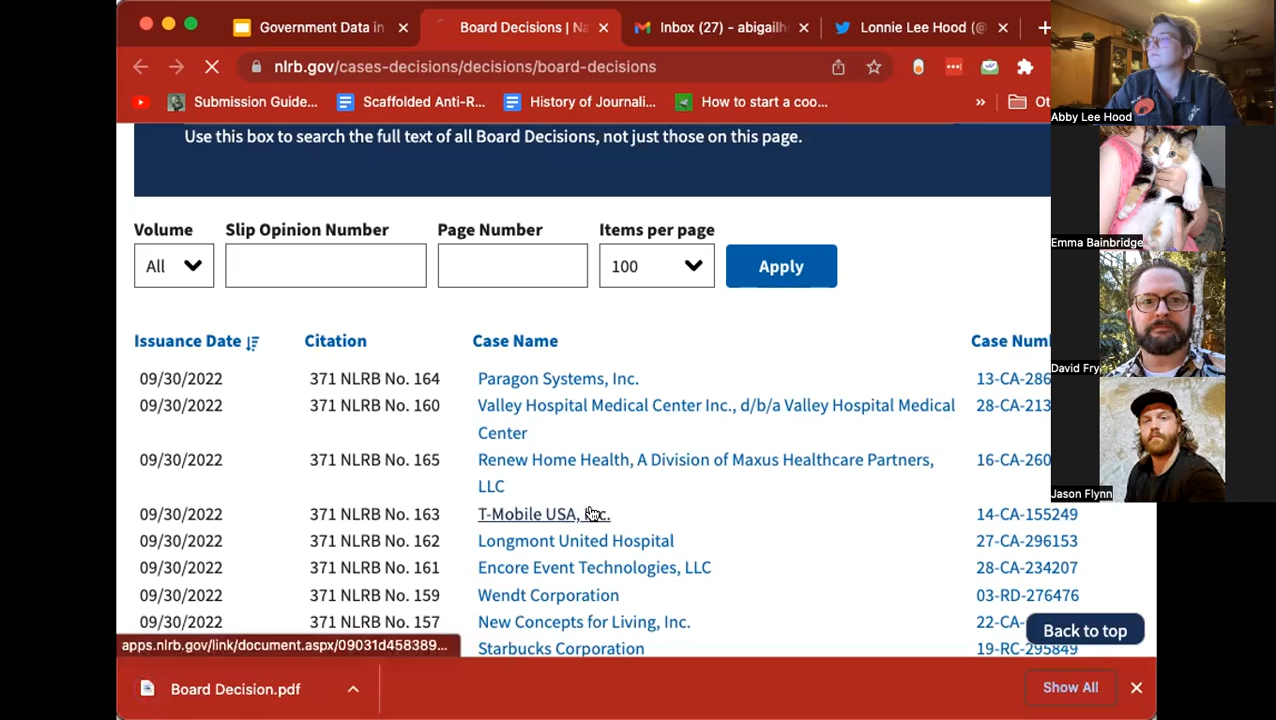 Government Data in
Board Decisions | Na
Inbox (27) - abigailh
Lonnie Lee Hood (@
nlrb.gov/cases-decisions/decisions/board-decisions
Submission Guide...
Scaffolded Anti-R...
History of Journali...
How to start a coo...
»
Ot
Use this box to search the full text of all Board Decisions, not just those on this page.
Volume Slip Opinion Number Page Number Items per page
All 100 Apply
Issuance Date Citation Case Name Case Num
09/30/2022 371 NLRB No. 164 Paragon Systems, Inc. 13-CA-286
09/30/2022 371 NLRB No. 160 Valley Hospital Medical Center Inc., d/b/a Valley Hospital Medical 28-CA-213
Center
09/30/2022 371 NLRB No. 165 Renew Home Health, A Division of Maxus Healthcare Partners, 16-CA-260
LLC
09/30/2022 371 NLRB No. 163 T-Mobile USA, Inc. 14-CA-155249
09/30/2022 371 NLRB No. 162 Longmont United Hospital 27-CA-296153
09/30/2022 371 NLRB No. 161 Encore Event Technologies, LLC 28-CA-234207
09/30/2022 371 NLRB No. 159 Wendt Corporation 03-RD-276476
09/30/2022 371 NLRB No. 157 New Concepts for Living, Inc. 22-CA-
Back to top
apps.nlrb.gov/link/document.aspx/09031d458389...
Starbucks Corporation 19-RC-295849
Board Decision.pdf
Show All
Abby Lee Hood
Emma Bainbridge
David Fry
Jason Flynn